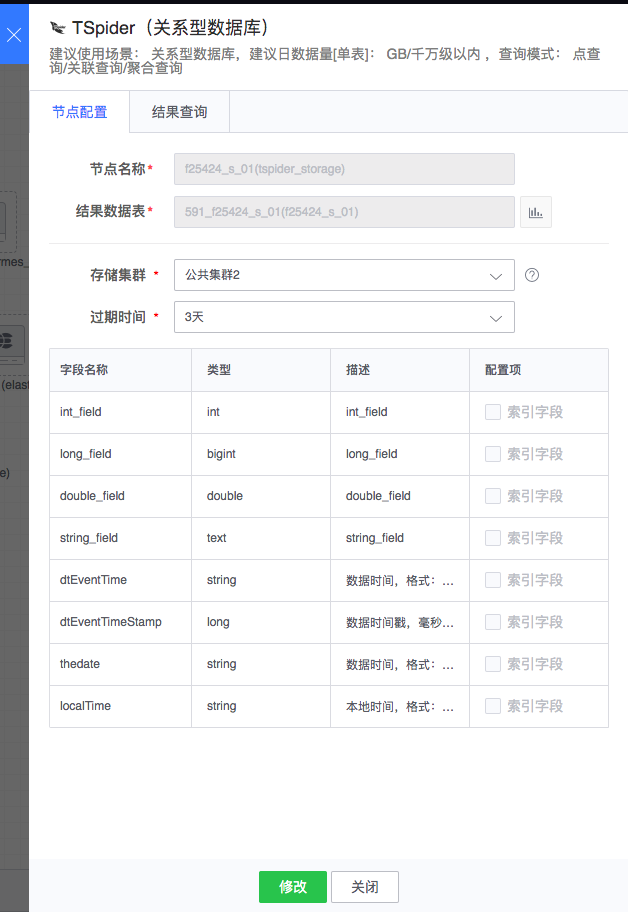 TSpider（关系型数据库）
建议使用场景： 关系型数据库，建议日数据量[单表]： GB/千万级以内 ，查询模式： 点查
询/关联查询/聚合查询
节点配置 结果查询
节点名称* f25424_s_01(tspider_storage)
结果数据表* 591_f25424_s_01(f25424_s_01)
rmes_
存储集群 * 公共集群2
过期时间 * 3天
(elast
字段名称 类型 描述 配置项
int_field int int_field 索引字段
long_field bigint long_field 索引字段
e)
double_field double double_field 索引字段
string_field text string_field 索引字段
dtEventTime string 数据时间，格式：... 索引字段
dtEventTimeStamp long 数据时间戳，毫秒... 索引字段
thedate string 数据时间，格式：... 索引字段
localTime string 本地时间，格式：... 索引字段
修改 关闭